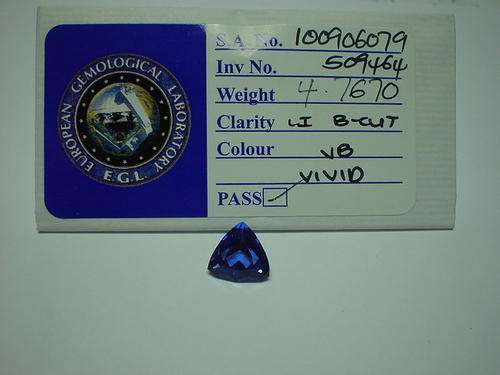 EUROPEAN GEMOLOGICAL LABORATORY
E.G.L.
S.A. No. 100906079
Inv No. 509464
Weight 4.7670
Clarity LI B-CUT
Colour VB
VIVID
PASS